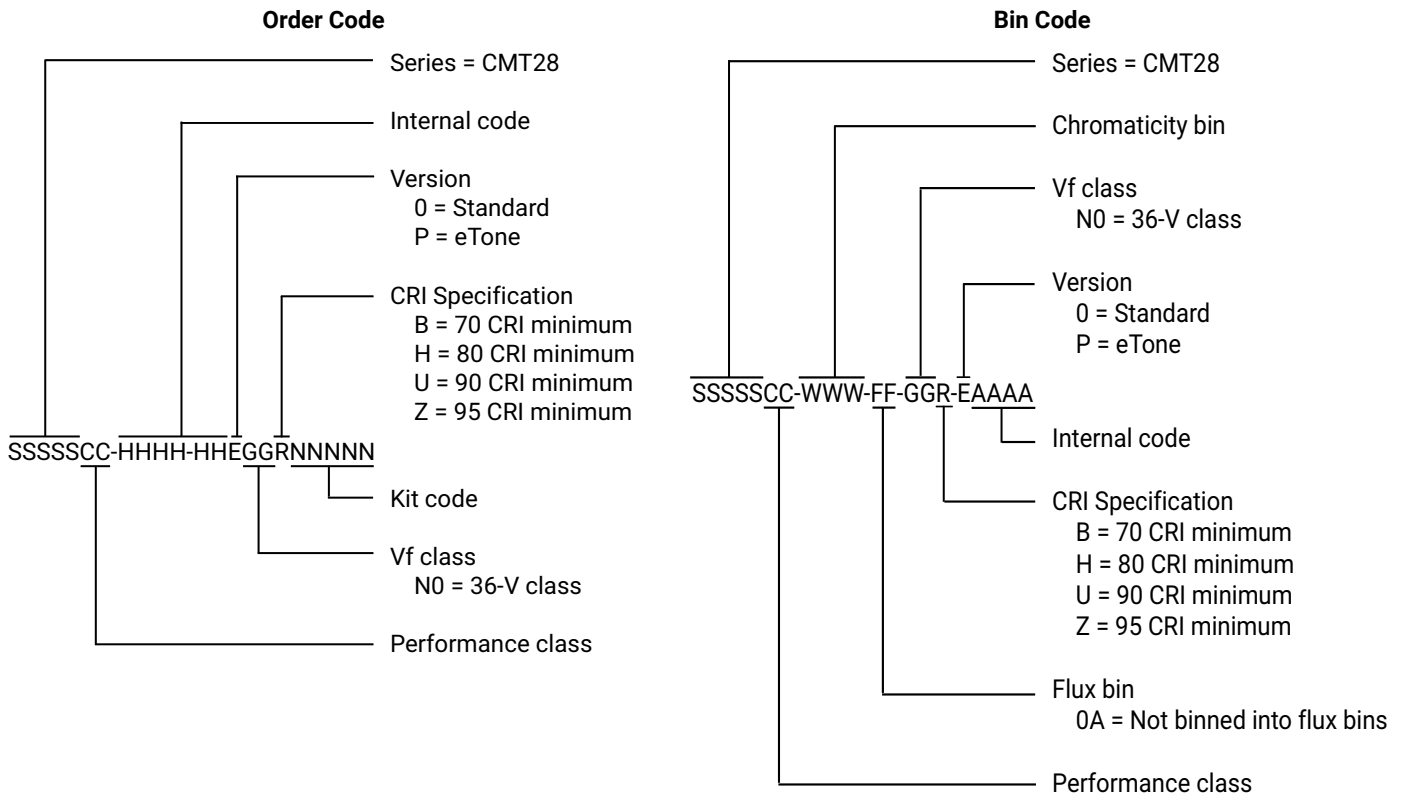 Order Code
Series = CMT28
Internal code
Version
0 = Standard
P = eTone
CRI Specification
B = 70 CRI minimum
H = 80 CRI minimum
U = 90 CRI minimum
Z = 95 CRI minimum
SSSSSCC-HHHH-HHEGGRNNNNN
Kit code
Vf class
N0 = 36-V class
Performance class
Bin Code
Series = CMT28
Chromaticity bin
Vf class
N0 = 36-V class
Version
0 = Standard
P = eTone
SSSSSCC-WWW-FF-GGR-EAAAA
Internal code
CRI Specification
B = 70 CRI minimum
H = 80 CRI minimum
U = 90 CRI minimum
Z = 95 CRI minimum
Flux bin
0A = Not binned into flux bins
Performance class